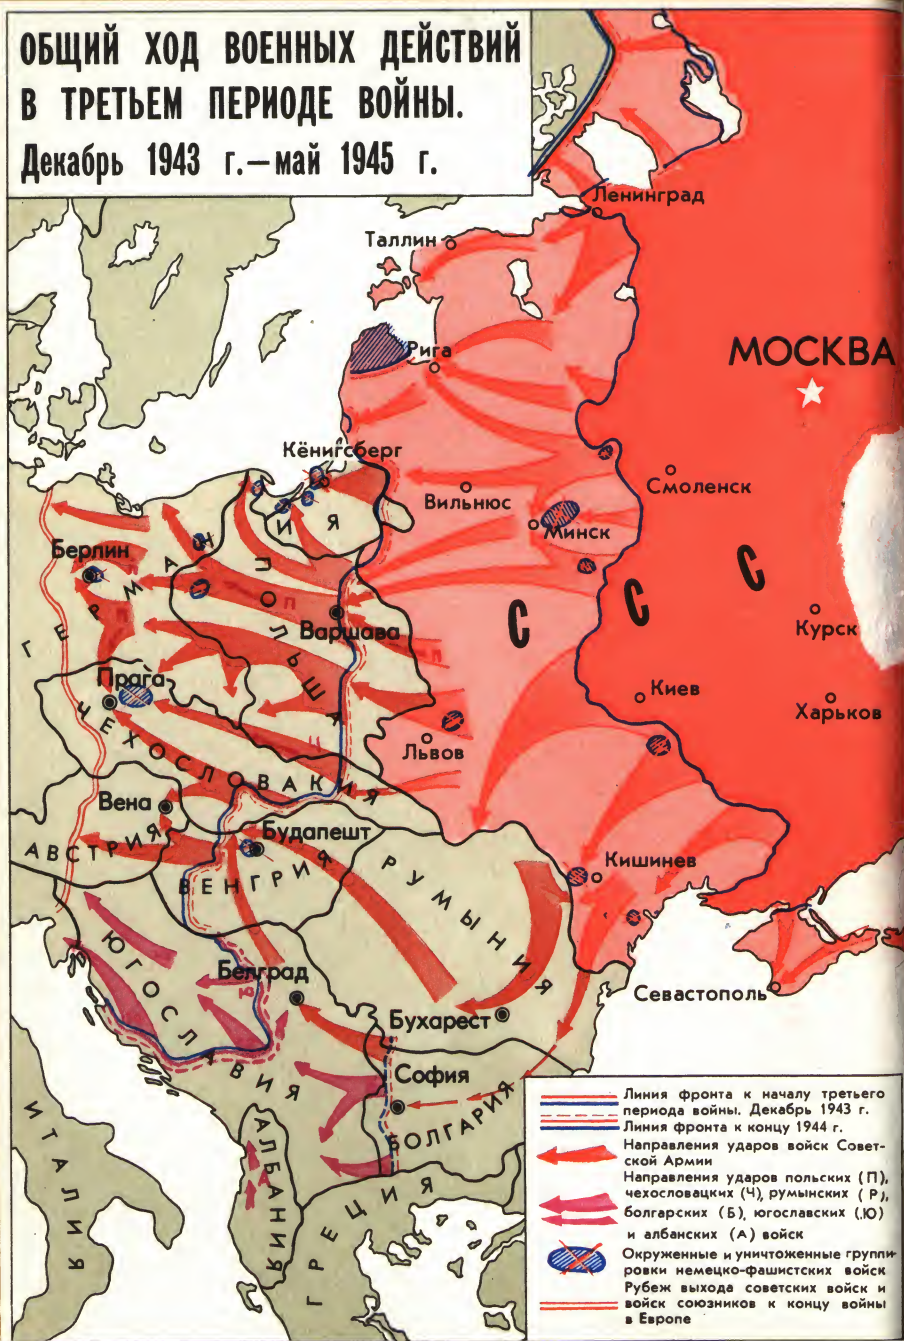 ОБЩИЙ ХОД ВОЕННЫХ ДЕЙСТВИЙ
В ТРЕТЬЕМ ПЕРИОДЕ ВОЙНЫ.
Декабрь 1943 г.—май 1945 г.
Ленинград
Таллин
МОСКВА
Рига
Кёнигсберг
Смоленск
Вильнюс
Минск
Берлин
ГЕРМАНИЯ
ПОЛЬША
П
С С С
Варшава
Курск
П
П
Прага
Киев
Харьков
Львов
Ч
ЧЕХОСЛОВАКИЯ
Вена
Будапешт
АВСТРИЯ
ВЕНГРИЯ
РУМЫНИЯ
Кишинев
ЮГОСЛАВИЯ
Белград
Ю
Севастополь
Бухарест
София
БОЛГАРИЯ
ИТАЛИЯ
АЛБАНИЯ
А
ГРЕЦИЯ
Линия фронта к началу третьего
периода войны. Декабрь 1943 г.
Линия фронта к концу 1944 г.
Направления ударов войск Совет-
ской Армии
Направления ударов польских (П),
чехословацких (Ч), румынских (Р),
болгарских (Б), югославских (Ю)
и албанских (А) войск
Окруженные и уничтоженные группи-
ровки немецко-фашистских войск
Рубеж выхода советских войск и
войск союзников к концу войны
в Европе